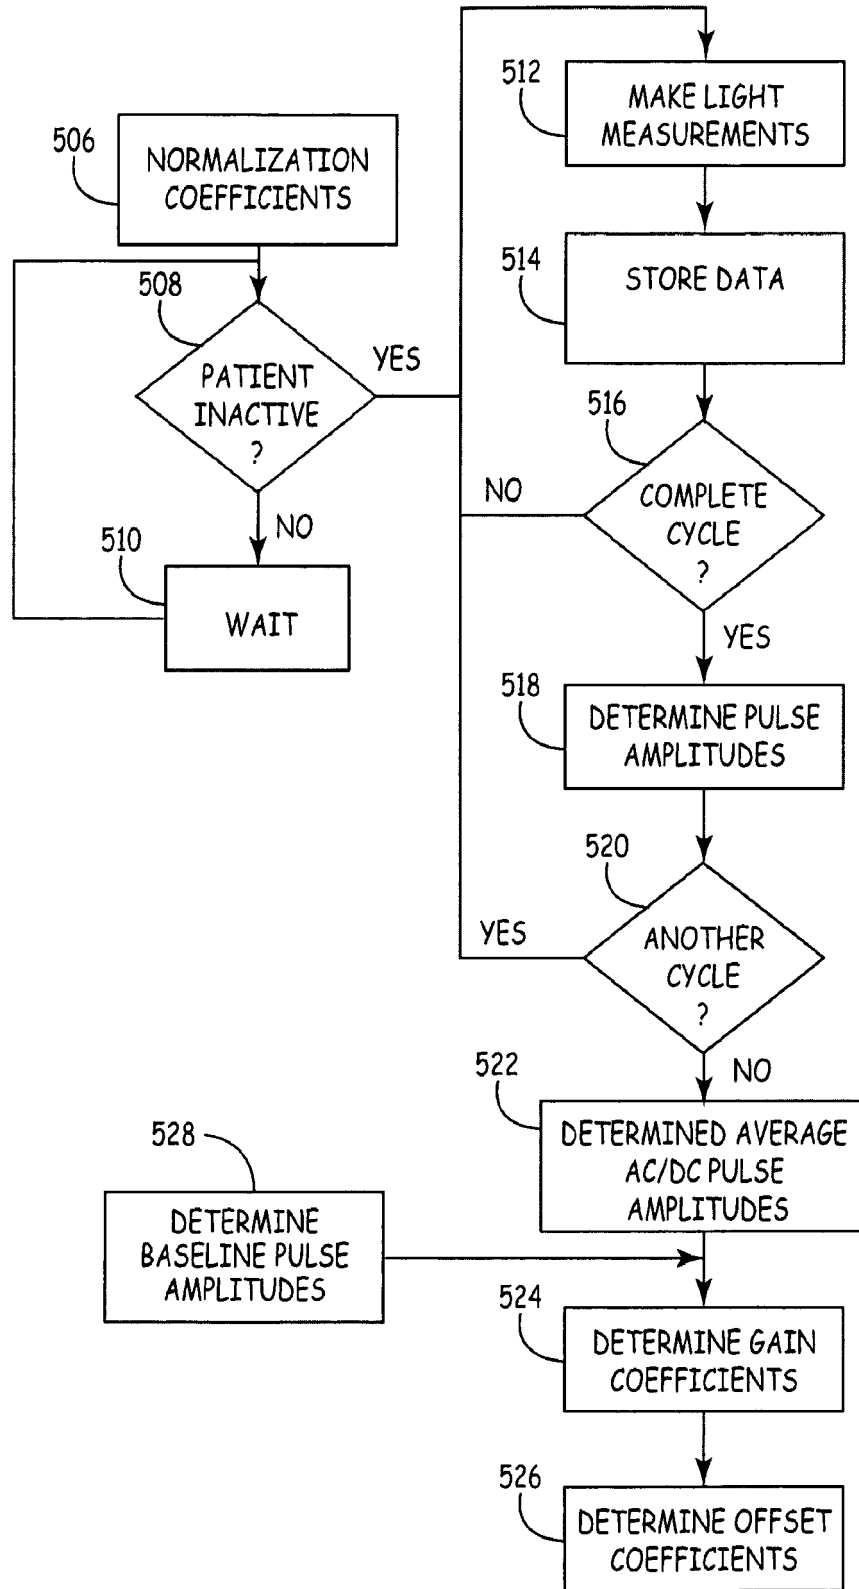 506
NORMALIZATION
COEFFICIENTS
508
PATIENT
INACTIVE
?
YES
NO
510
WAIT
512
MAKE LIGHT
MEASUREMENTS
514
STORE DATA
516
COMPLETE
CYCLE
?
NO
YES
518
DETERMINE PULSE
AMPLITUDES
520
ANOTHER
CYCLE
?
YES
NO
522
DETERMINED AVERAGE
AC/DC PULSE
AMPLITUDES
528
DETERMINE
BASELINE PULSE
AMPLITUDES
524
DETERMINE GAIN
COEFFICIENTS
526
DETERMINE OFFSET
COEFFICIENTS